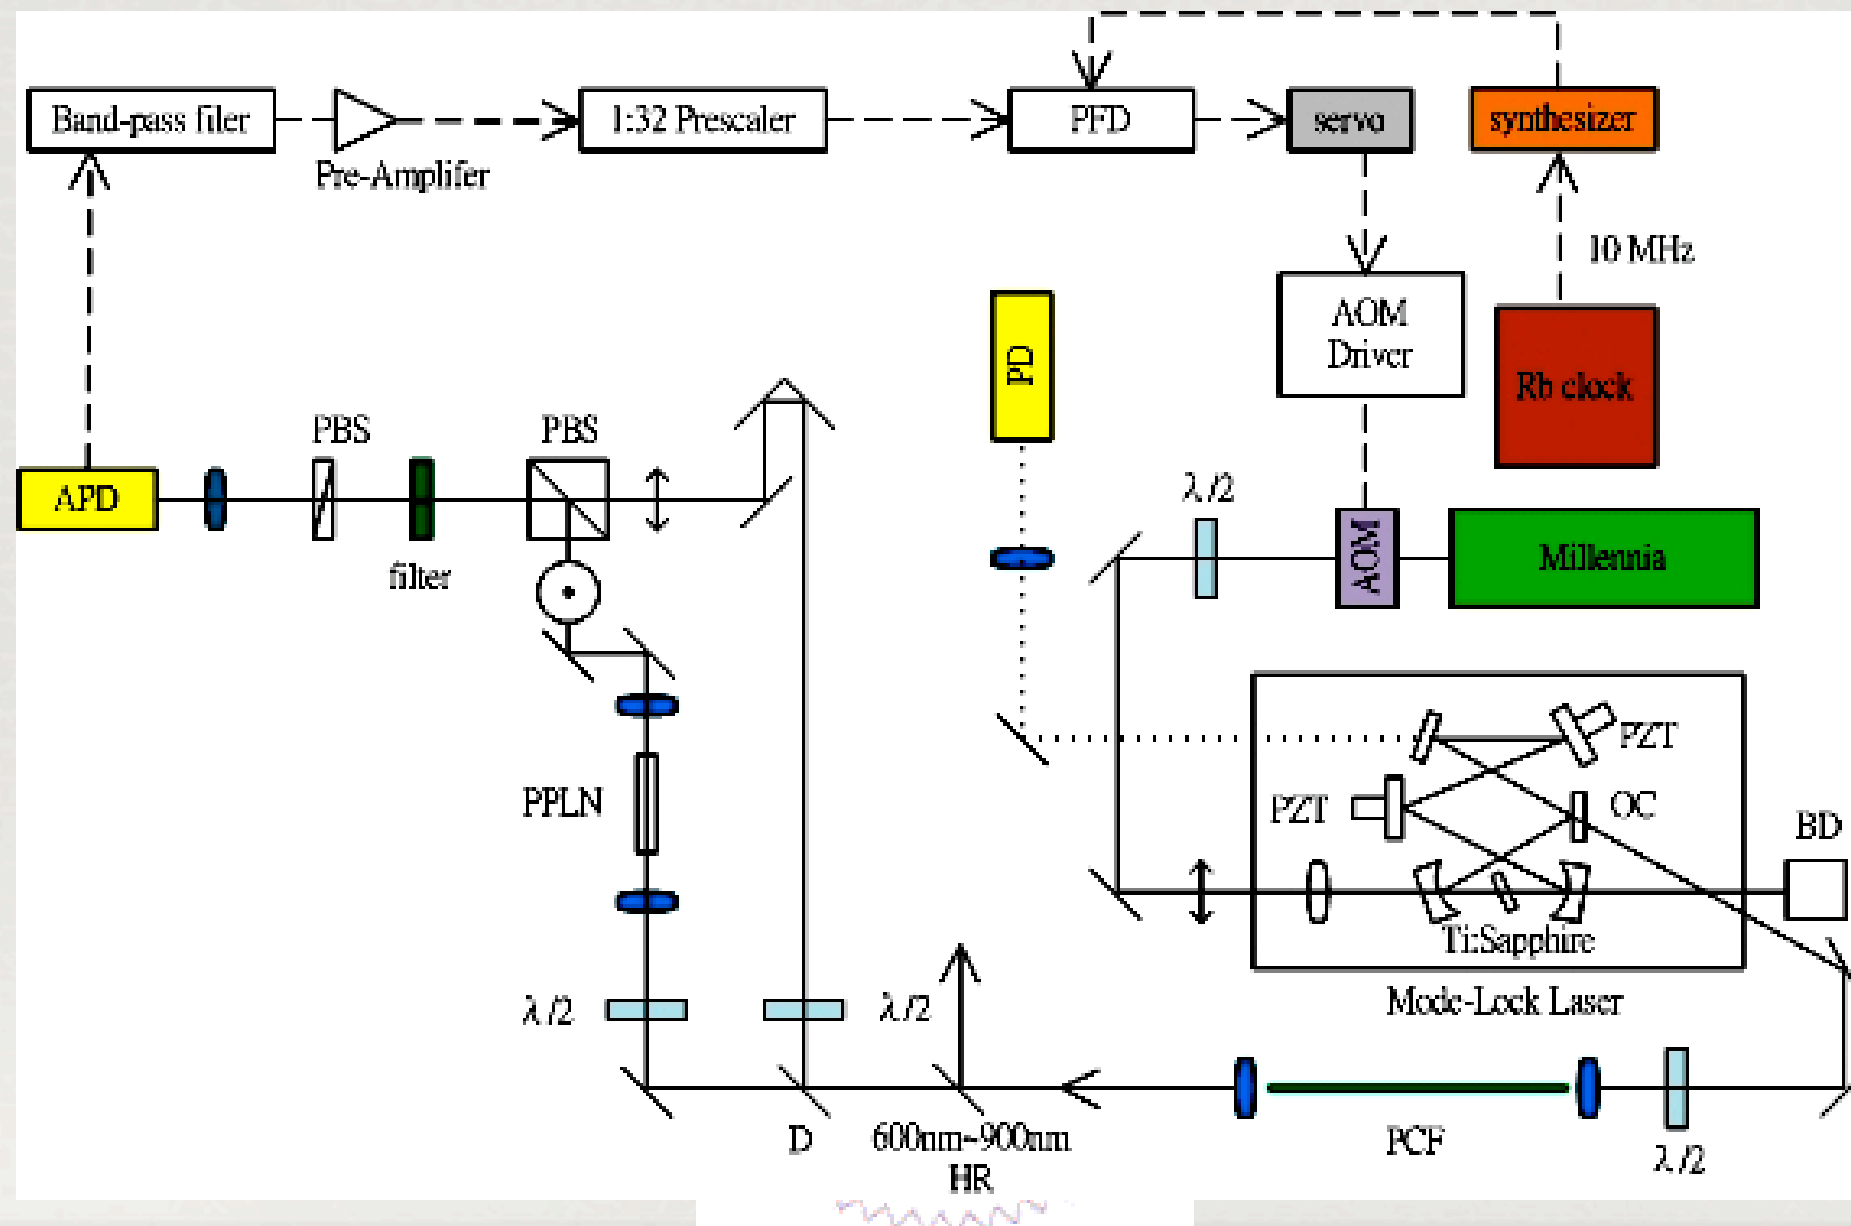 Band-pass filer
Pre-Amplifer
1:32 Prescaler
PFD
servo
synthesizer
10 MHz
AOM
Driver
Rb clock
PD
PBS
PBS
APD
filter
λ/2
AOM
Millennia
PZT
PZT
OC
BD
Ti:Sapphire
Mode-Lock Laser
PPLN
λ/2
λ/2
D
600nm~900nm
HR
PCF
λ/2